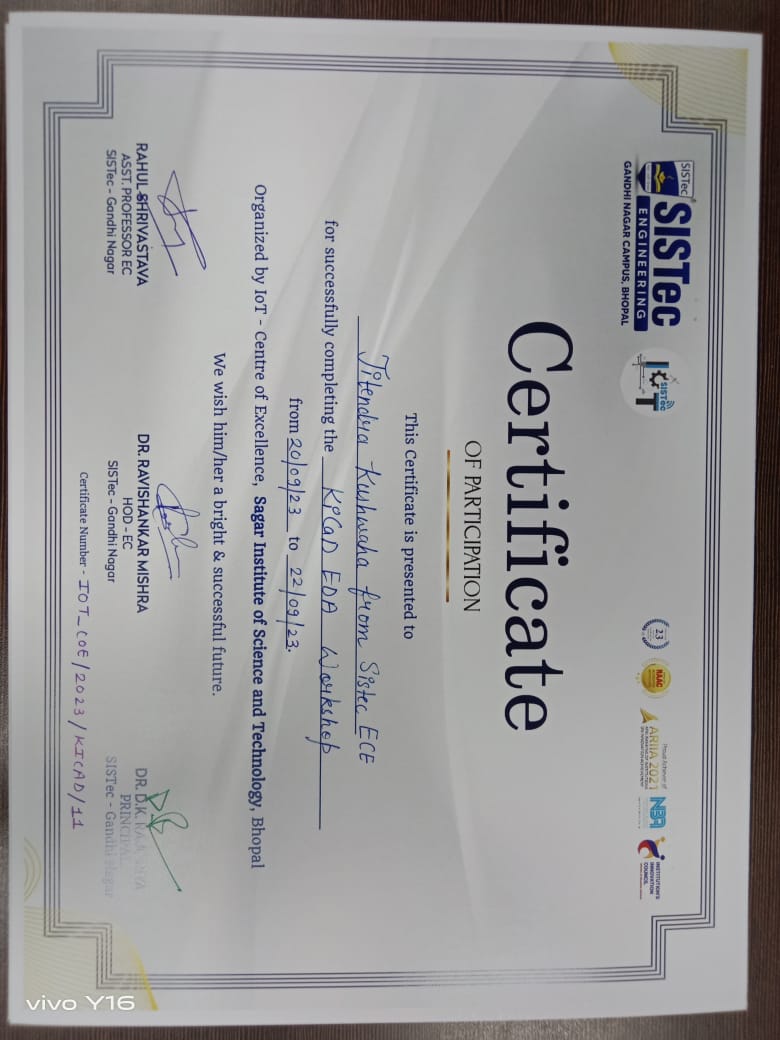 SISTec
SISTec
ENGINEERING
GANDHI NAGAR CAMPUS, BHOPAL
SISTec
IOT
23
NAAC
Proud Achiever of
ARIIA 2021
NBA
INSTITUTION'S
INNOVATION
COUNCIL
Certificate
OF PARTICIPATION
This Certificate is presented to
Jitendra Kushwaha from Sistec ECE
for successfully completing the KiCaD EDA Workshop
from 20/09/23 to 22/09/23.
Organized by IoT - Centre of Excellence, Sagar Institute of Science and Technology, Bhopal
We wish him/her a bright & successful future.
RAHUL SHRIVASTAVA
ASST. PROFESSOR EC
SISTec - Gandhi Nagar
DR. RAVISHANKAR MISHRA
HOD - EC
SISTec - Gandhi Nagar
DR. D.K.
PRINCIPAL
SISTec - Gandhi Nagar
Certificate Number - IOT_COE/2023/KICAD/11
vivo Y16